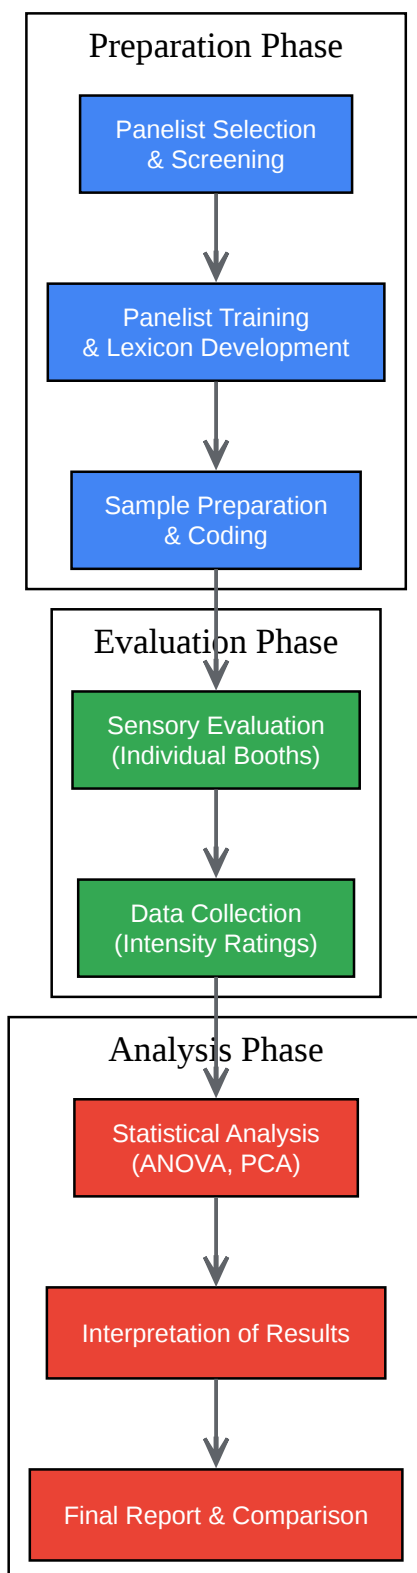 Preparation Phase
Panelist Selection
& Screening
Panelist Training
& Lexicon Development
Sample Preparation
& Coding
Evaluation Phase
Sensory Evaluation
(Individual Booths)
Data Collection
(Intensity Ratings)
Analysis Phase
Statistical Analysis
(ANOVA, PCA)
Interpretation of Results
Final Report & Comparison